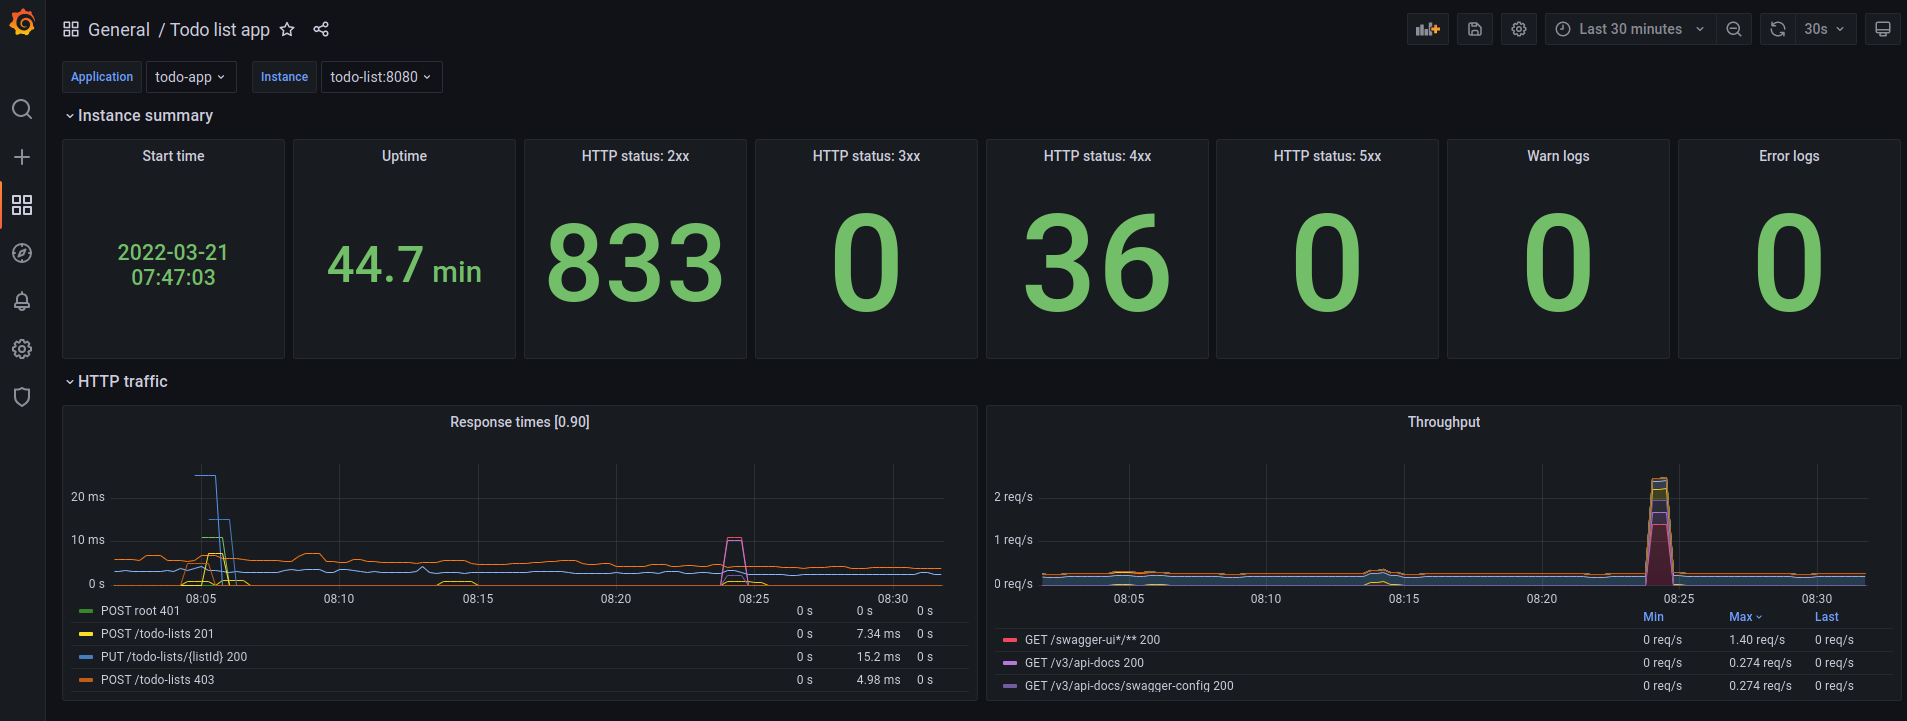 General / Todo list app
Last 30 minutes
30s
Application todo-app Instance todo-list:8080
Instance summary
Start time
2022-03-21
07:47:03
Uptime
44.7 min
HTTP status: 2xx
833
HTTP status: 3xx
0
HTTP status: 4xx
36
HTTP status: 5xx
0
Warn logs
0
Error logs
0
HTTP traffic
Response times [0.90]
20 ms
10 ms
0 s
08:05 08:10 08:15 08:20 08:25 08:30
POST root 401 0 s 0 s 0 s
POST /todo-lists 201 0 s 7.34 ms 0 s
PUT /todo-lists/{listId} 200 0 s 15.2 ms 0 s
POST /todo-lists 403 0 s 4.98 ms 0 s
Throughput
2 req/s
1 req/s
0 req/s
08:05 08:10 08:15 08:20 08:25 08:30
Min Max Last
GET /swagger-ui*/** 200 0 req/s 1.40 req/s 0 req/s
GET /v3/api-docs 200 0 req/s 0.274 req/s 0 req/s
GET /v3/api-docs/swagger-config 200 0 req/s 0.274 req/s 0 req/s